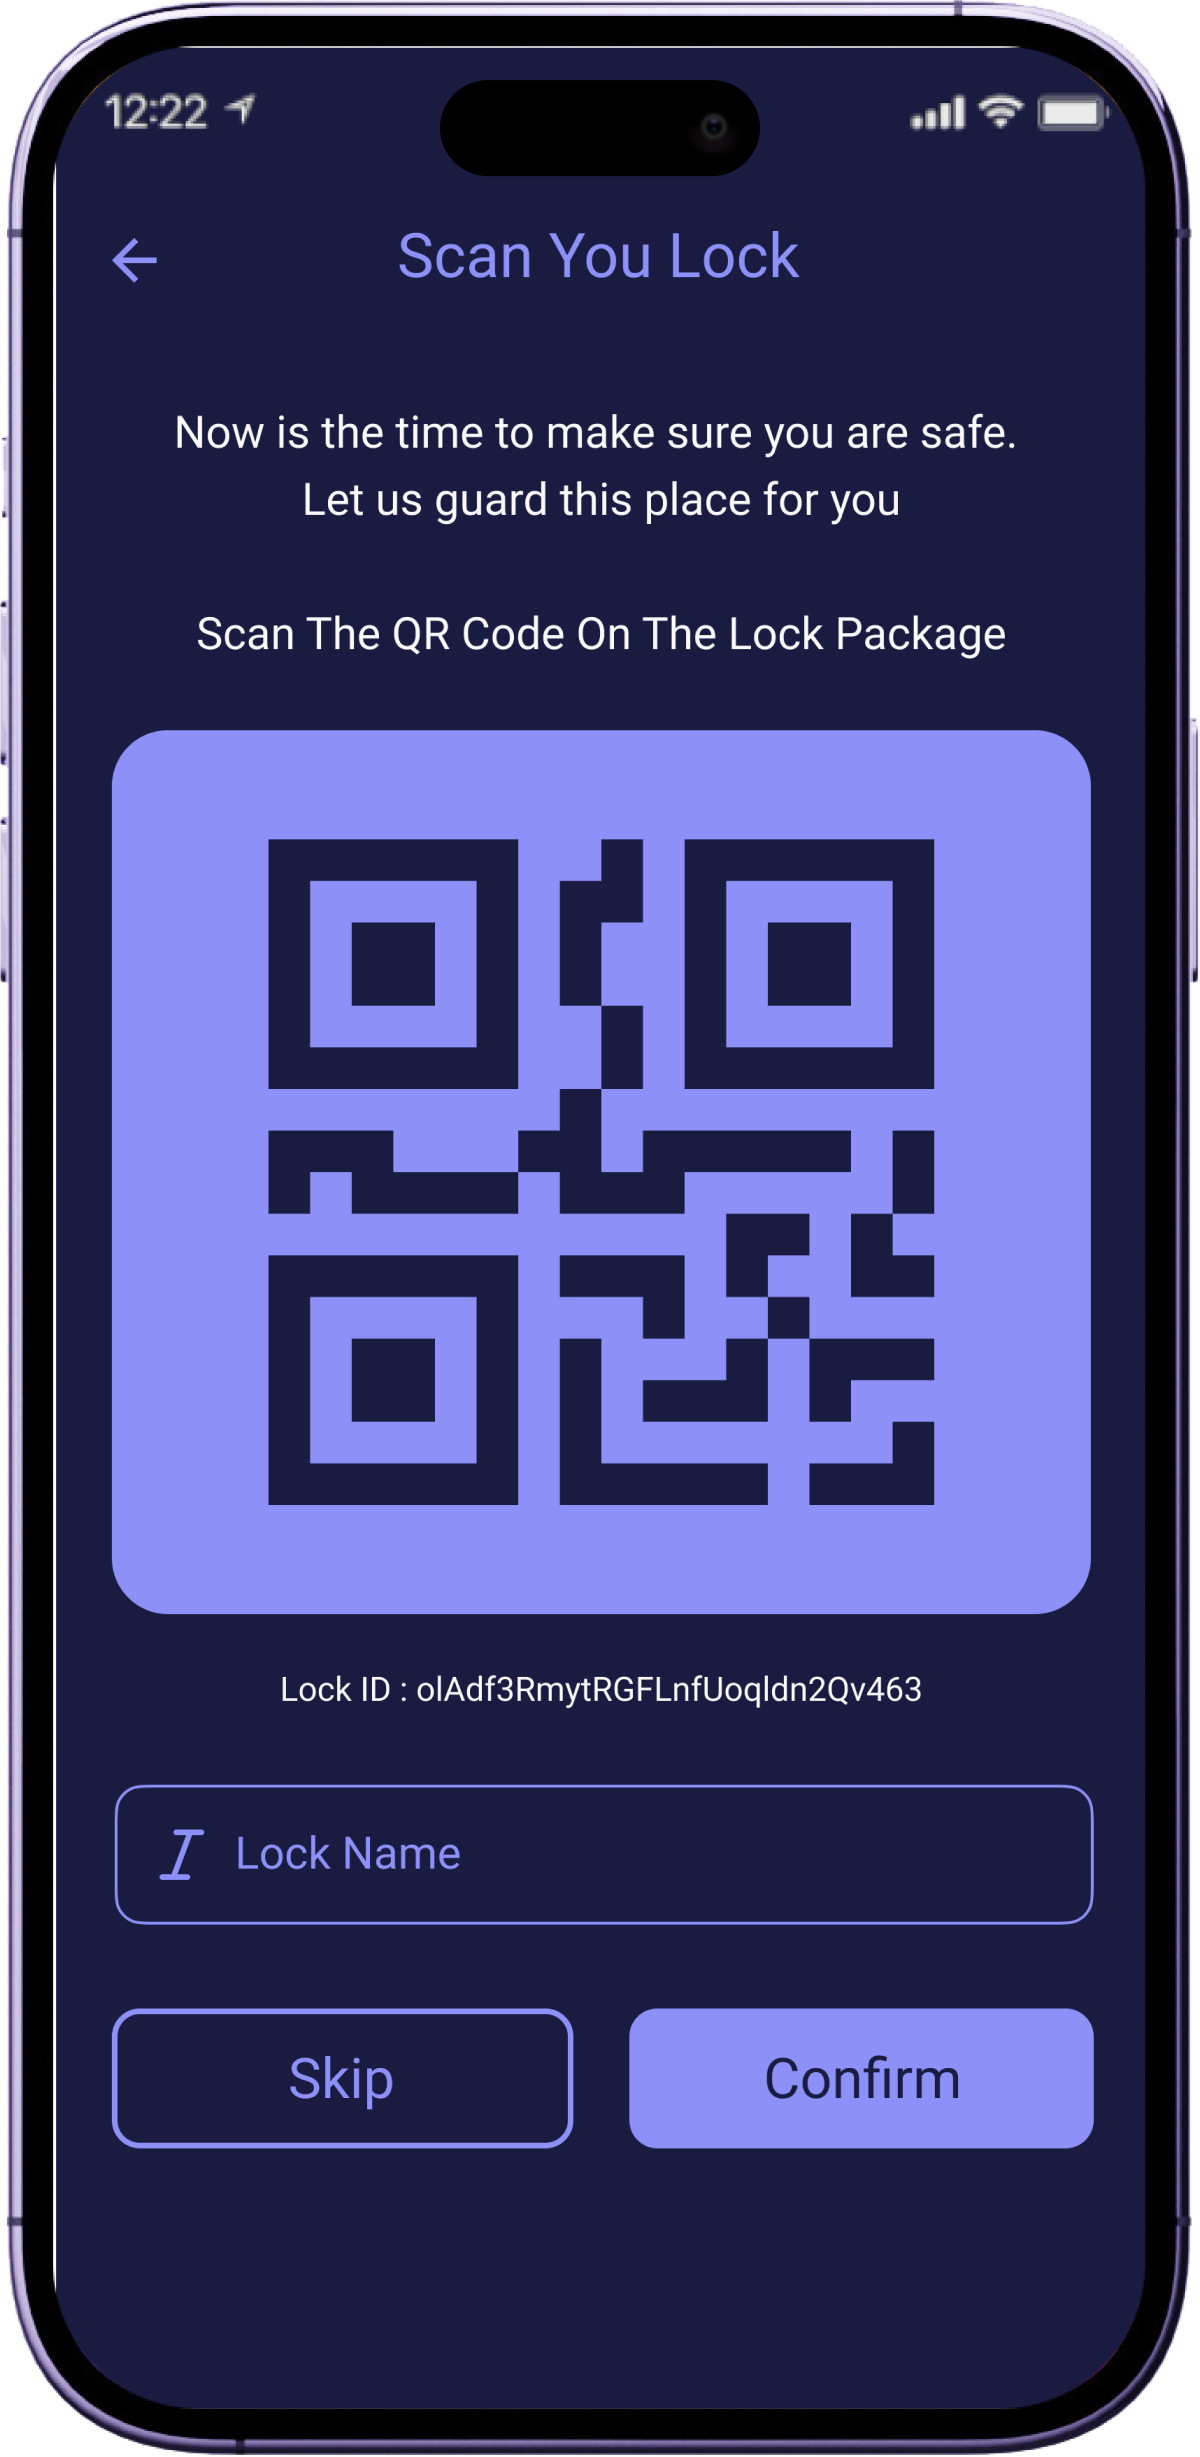 12:22
Scan You Lock
Now is the time to make sure you are safe.
Let us guard this place for you
Scan The QR Code On The Lock Package
Lock ID : olAdf3RmytRGFLnfUoqldn2Qv463
Lock Name
Skip
Confirm